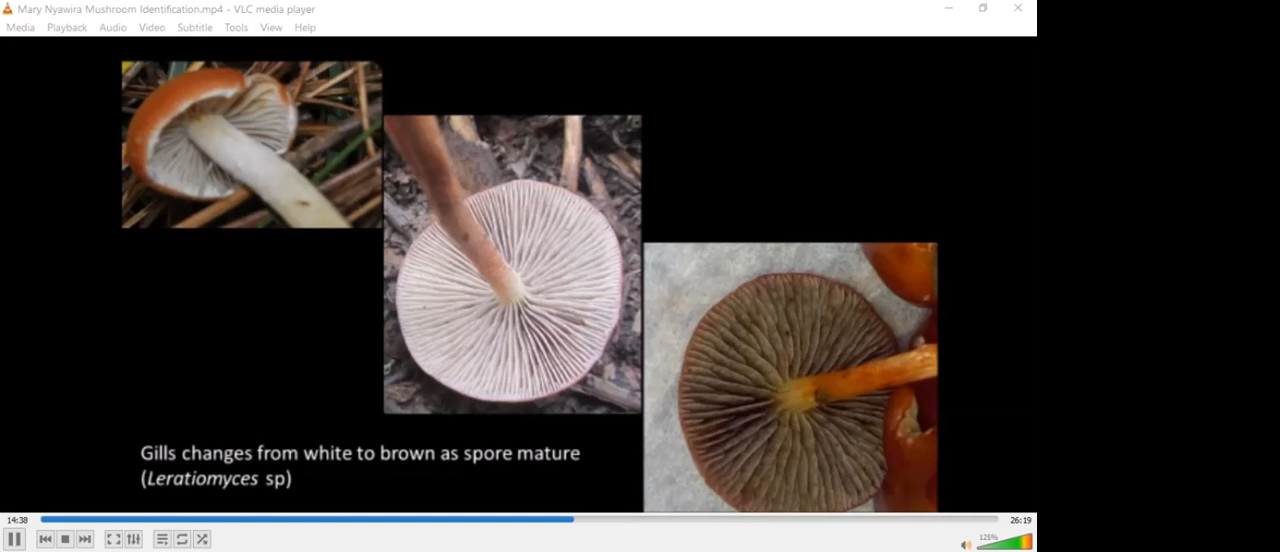 Mary Nyawira Mushroom Identification.mp4 - VLC media player
Media Playback Audio Video Subtitle Tools View Help
Gills changes from white to brown as spore mature
(Leratiomyces sp)
14:38
26:19
125%